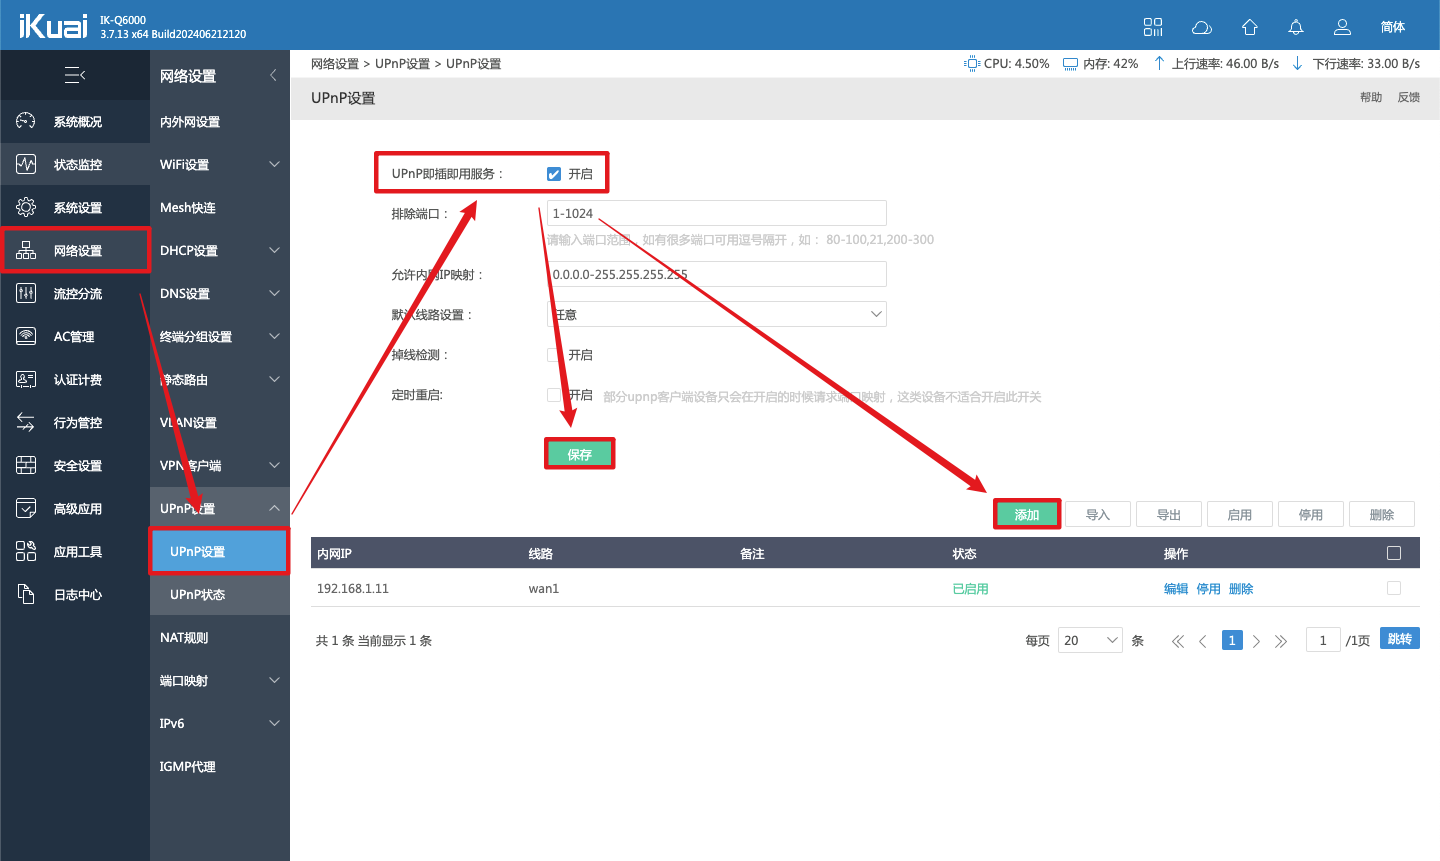 iKuai
IK-Q6000
3.7.13 x64 Build202406212120
简体
系统概况
状态监控
系统设置
网络设置
流控分流
AC管理
认证计费
行为管控
安全设置
高级应用
应用工具
日志中心
网络设置
内外网设置
WiFi设置
Mesh快连
DHCP设置
DNS设置
终端分组设置
静态路由
VLAN设置
VPN客户端
UPnP设置
UPnP设置
UPnP状态
NAT规则
端口映射
IPv6
IGMP代理
网络设置 > UPnP设置 > UPnP设置
CPU: 4.50% 内存: 42% 上行速率: 46.00 B/s 下行速率: 33.00 B/s
UPnP设置
帮助 反馈
UPnP即插即用服务： 开启
排除端口： 1-1024
请输入端口范围，如有很多端口可用逗号隔开，如： 80-100,21,200-300
允许内网IP映射： 0.0.0.0-255.255.255.255
默认线路设置： 任意
掉线检测： 开启
定时重启: 开启 部分upnp客户端设备只会在开启的时候请求端口映射，这类设备不适合开启此开关
保存
添加 导入 导出 启用 停用 删除
内网IP 线路 备注 状态 操作
192.168.1.11 wan1 已启用 编辑 停用 删除
共 1 条 当前显示 1 条
每页 20 条 1 1 /1页 跳转